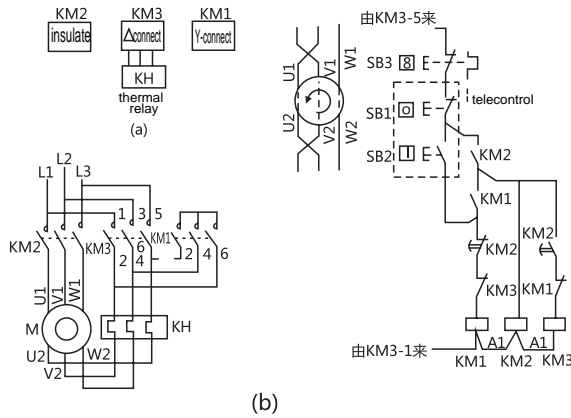 KM2 KM3 KM1
insulate Δconnect Y-connect
KH
thermal
relay
(a)
L1 L2 L3
1 3 5
KM2 KM3 6 KM1
2 4 2 4 6
U1 V1 W1
M KH
U2 W2
V2
U1 V1 W1
U2 V2 W2
由KM3-5来
SB3 8 E
telecontrol
SB1 O E
SB2 I E KM2
KM1
KM2 KM2
KM3 KM1
A1 A1
由KM3-1来 KM1 KM2 KM3
(b)